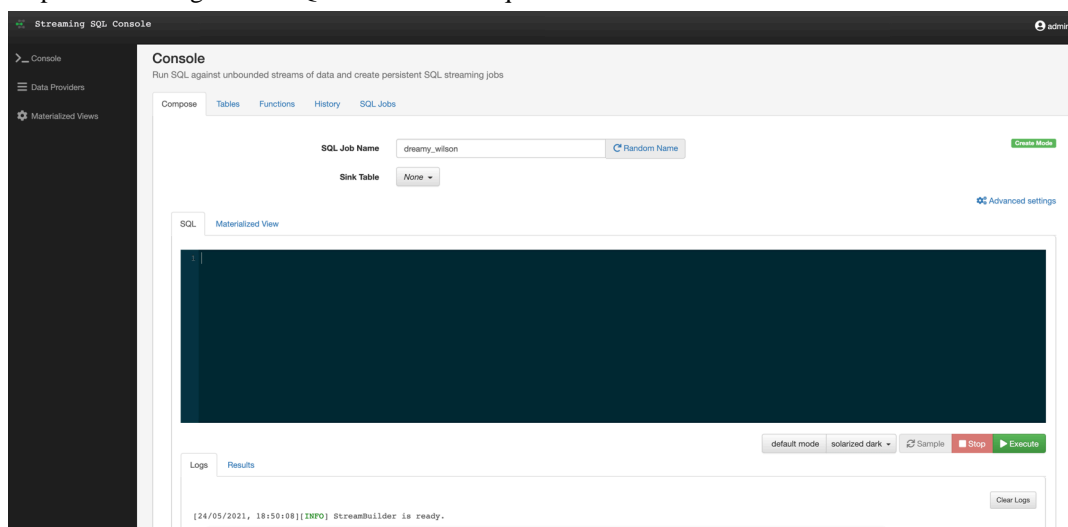 Streaming SQL Console
admin
Console
Data Providers
Materialized Views
Console
Run SQL against unbounded streams of data and create persistent SQL streaming jobs
Compose Tables Functions History SQL Jobs
SQL Job Name dreamy_wilson Random Name
Create Mode
Sink Table None
Advanced settings
SQL Materialized View
1
default mode solarized dark Sample Stop Execute
Logs Results
Clear Logs
[24/05/2021, 18:50:08][INFO] StreamBuilder is ready.